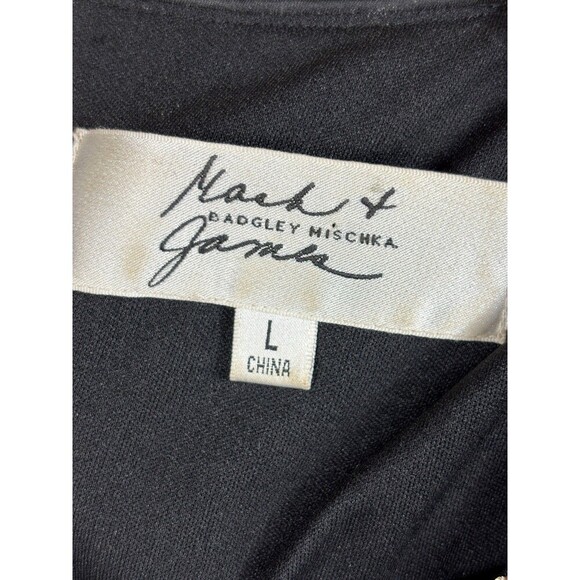 Mark +
BADGLEY MISCHKA
James
L
CHINA